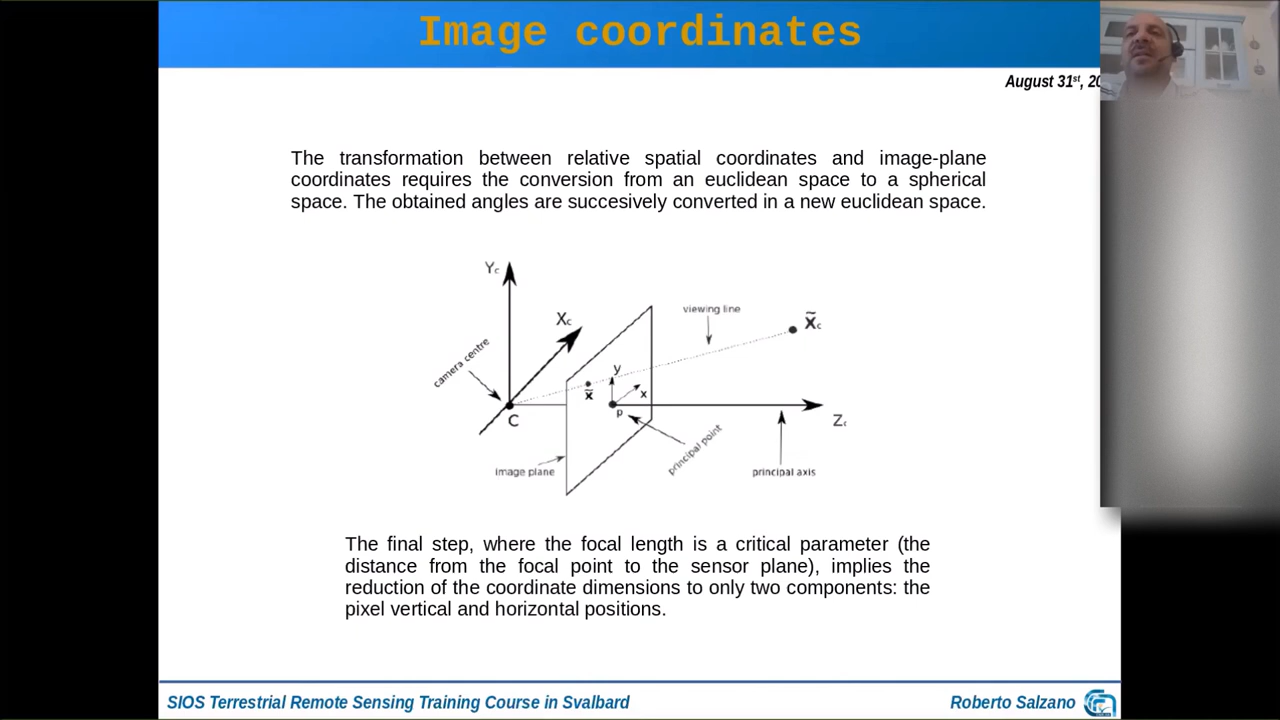 Image coordinates
August 31st, 20
The transformation between relative spatial coordinates and image-plane
coordinates requires the conversion from an euclidean space to a spherical
space. The obtained angles are succesively converted in a new euclidean space.
Yc
Xc
viewing line
x̃c
camera centre
y
x̃
x
C
p
Zc
image plane
principal point
principal axis
The final step, where the focal length is a critical parameter (the
distance from the focal point to the sensor plane), implies the
reduction of the coordinate dimensions to only two components: the
pixel vertical and horizontal positions.
SIOS Terrestrial Remote Sensing Training Course in Svalbard
Roberto Salzano